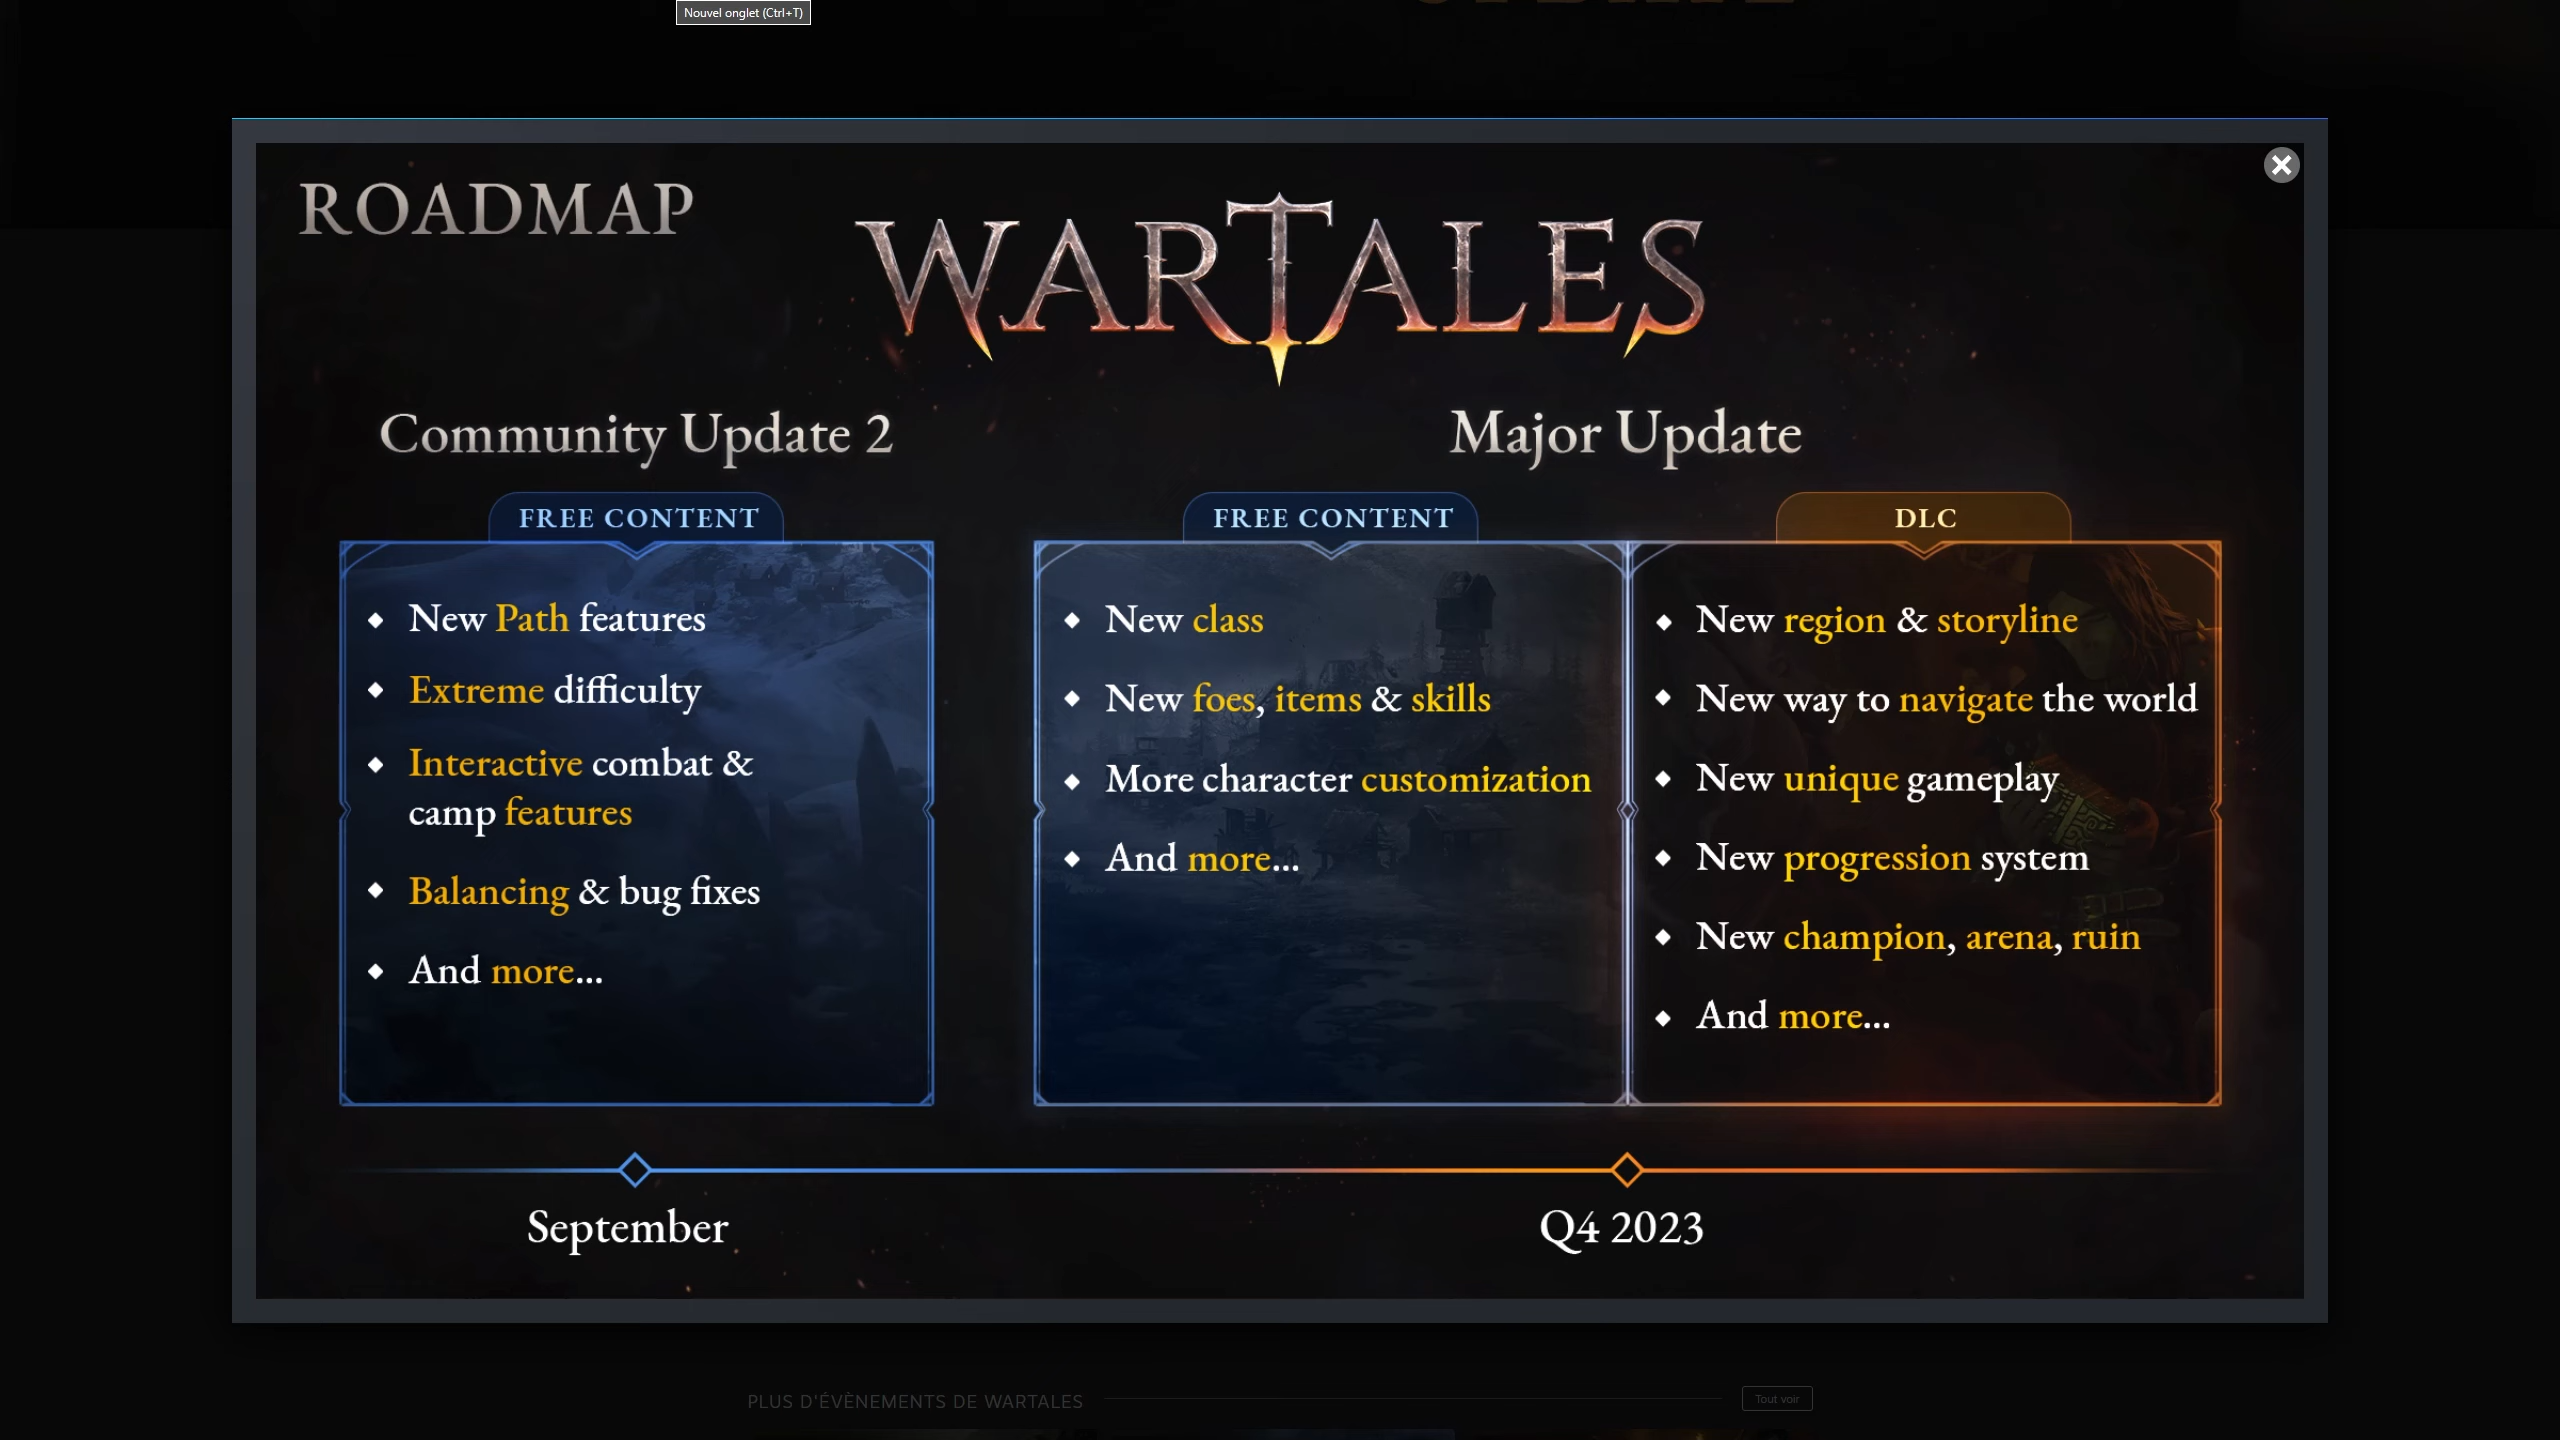 Nouvel onglet (Ctrl+T)
ROADMAP
WARTALES
Community Update 2
FREE CONTENT
New Path features
Extreme difficulty
Interactive combat &
camp features
Balancing & bug fixes
And more...
September
Major Update
FREE CONTENT
New class
New foes, items & skills
More character customization
And more...
DLC
New region & storyline
New way to navigate the world
New unique gameplay
New progression system
New champion, arena, ruin
And more...
Q4 2023
PLUS D'ÉVÈNEMENTS DE WARTALES
Tout voir